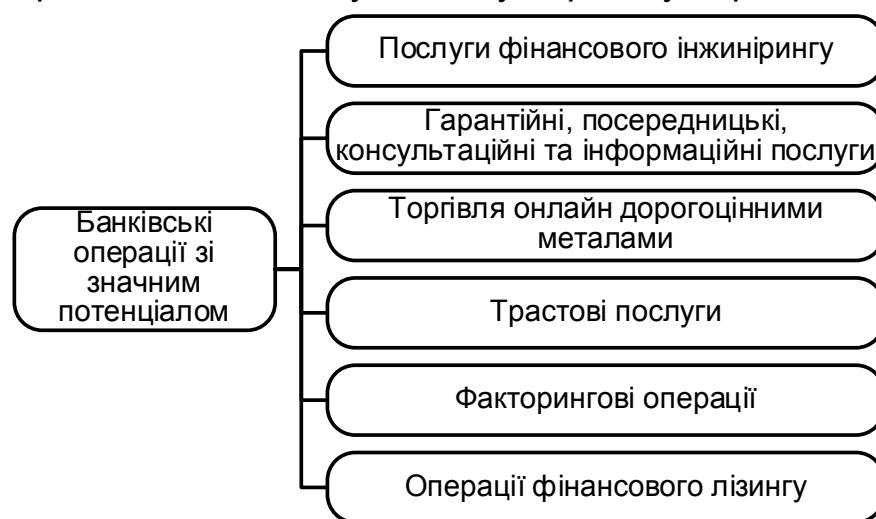 Послуги фінансового інжинірингу
Гарантійні, посередницькі,
консультаційні та інформаційні послуги
Торгівля онлайн дорогоцінними
металами
Банківські
операції зі
значним
потенціалом
Трастові послуги
Факторингові операції
Операції фінансового лізингу